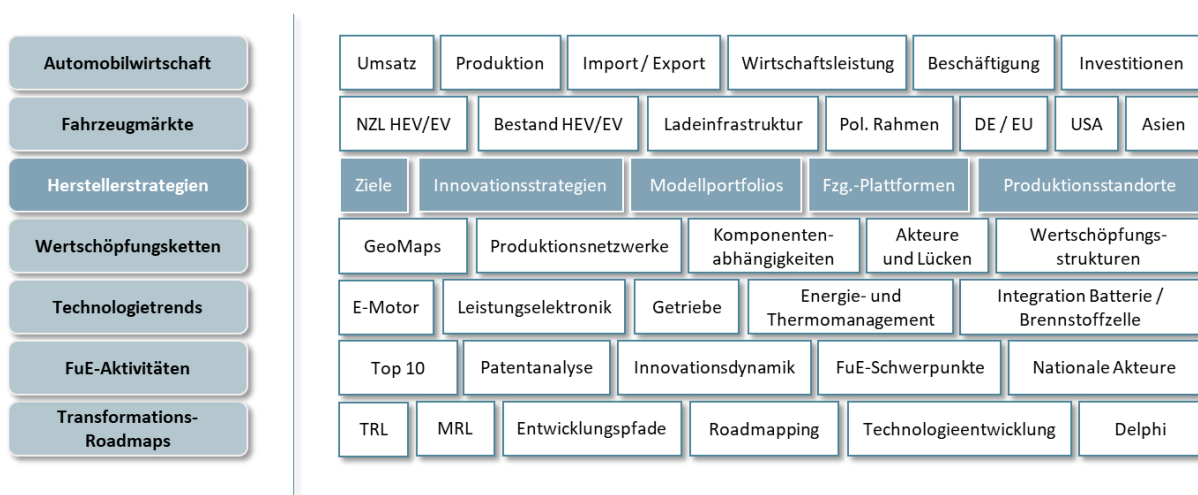 Automobilwirtschaft
Umsatz
Produktion
Import / Export
Wirtschaftsleistung
Beschäftigung
Investitionen
Fahrzeugmärkte
NZL HEV/EV
Bestand HEV/EV
Ladeinfrastruktur
Pol. Rahmen
DE / EU
USA
Asien
Herstellerstrategien
Ziele
Innovationsstrategien
Modellportfolios
Fzg.-Plattformen
Produktionsstandorte
Wertschöpfungsketten
GeoMaps
Produktionsnetzwerke
Komponenten-
abhängigkeiten
Akteure
und Lücken
Wertschöpfungs-
strukturen
Technologietrends
E-Motor
Leistungselektronik
Getriebe
Energie- und
Thermomanagement
Integration Batterie /
Brennstoffzelle
FuE-Aktivitäten
Top 10
Patentanalyse
Innovationsdynamik
FuE-Schwerpunkte
Nationale Akteure
Transformations-
Roadmaps
TRL
MRL
Entwicklungspfade
Roadmapping
Technologieentwicklung
Delphi